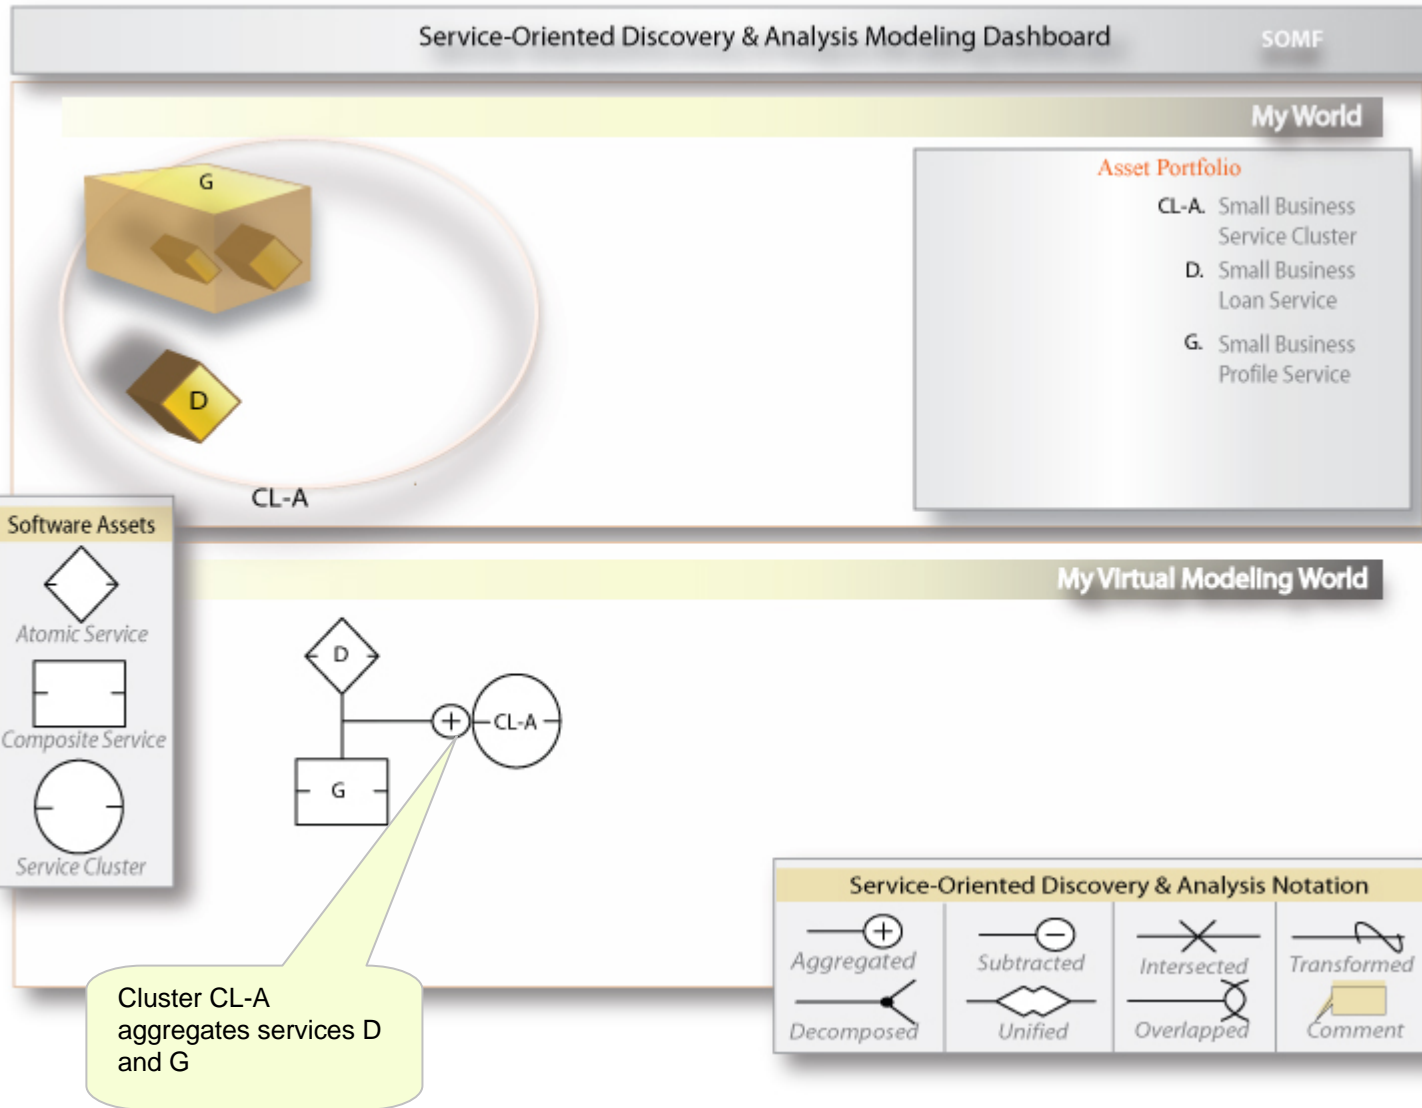 Service-Oriented Discovery & Analysis Modeling Dashboard
SOMF
My World
G
D
CL-A
Asset Portfolio
CL-A. Small Business
Service Cluster
D. Small Business
Loan Service
G. Small Business
Profile Service
Software Assets
Atomic Service
Composite Service
Service Cluster
My Virtual Modeling World
D
CL-A
G
Cluster CL-A
aggregates services D
and G
Service-Oriented Discovery & Analysis Notation
Aggregated
Subtracted
Intersected
Transformed
Decomposed
Unified
Overlapped
Comment